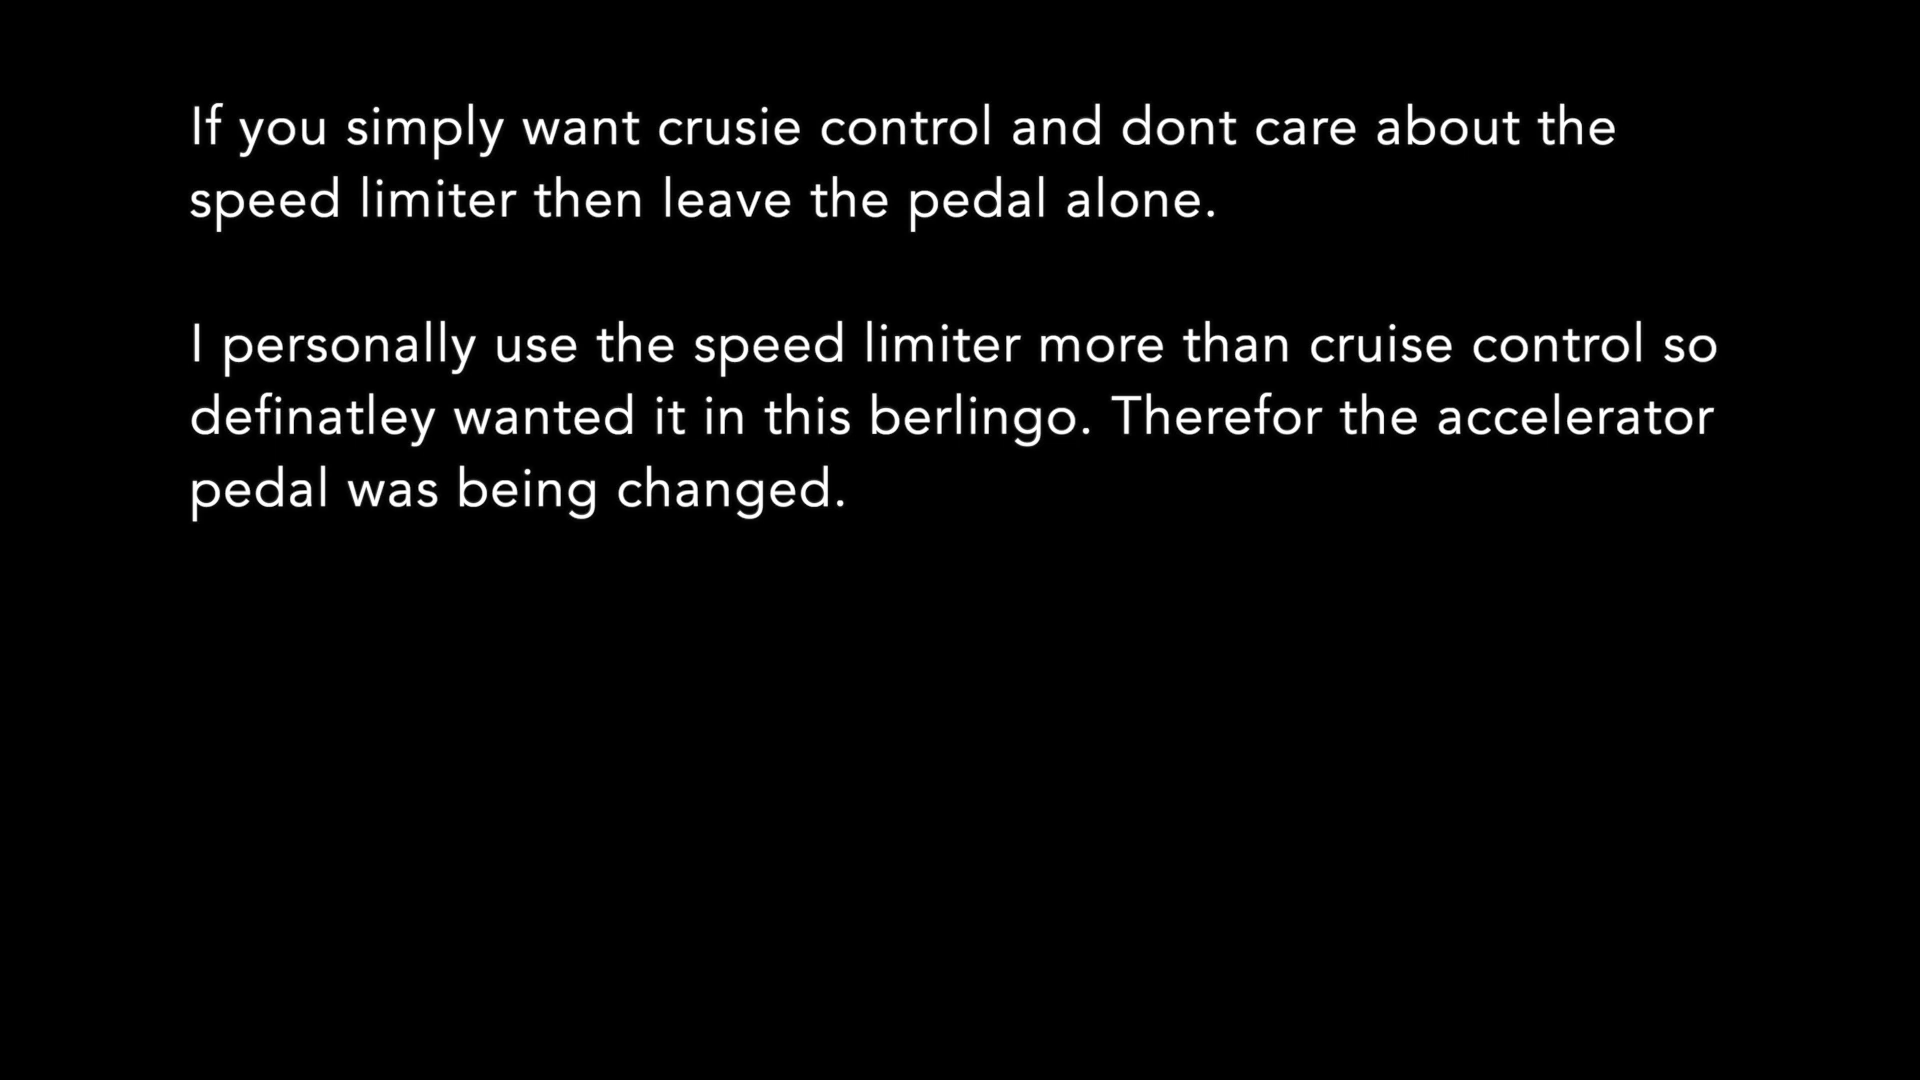 If you simply want crusie control and dont care about the
speed limiter then leave the pedal alone.
I personally use the speed limiter more than cruise control so
definatley wanted it in this berlingo. Therefor the accelerator
pedal was being changed.